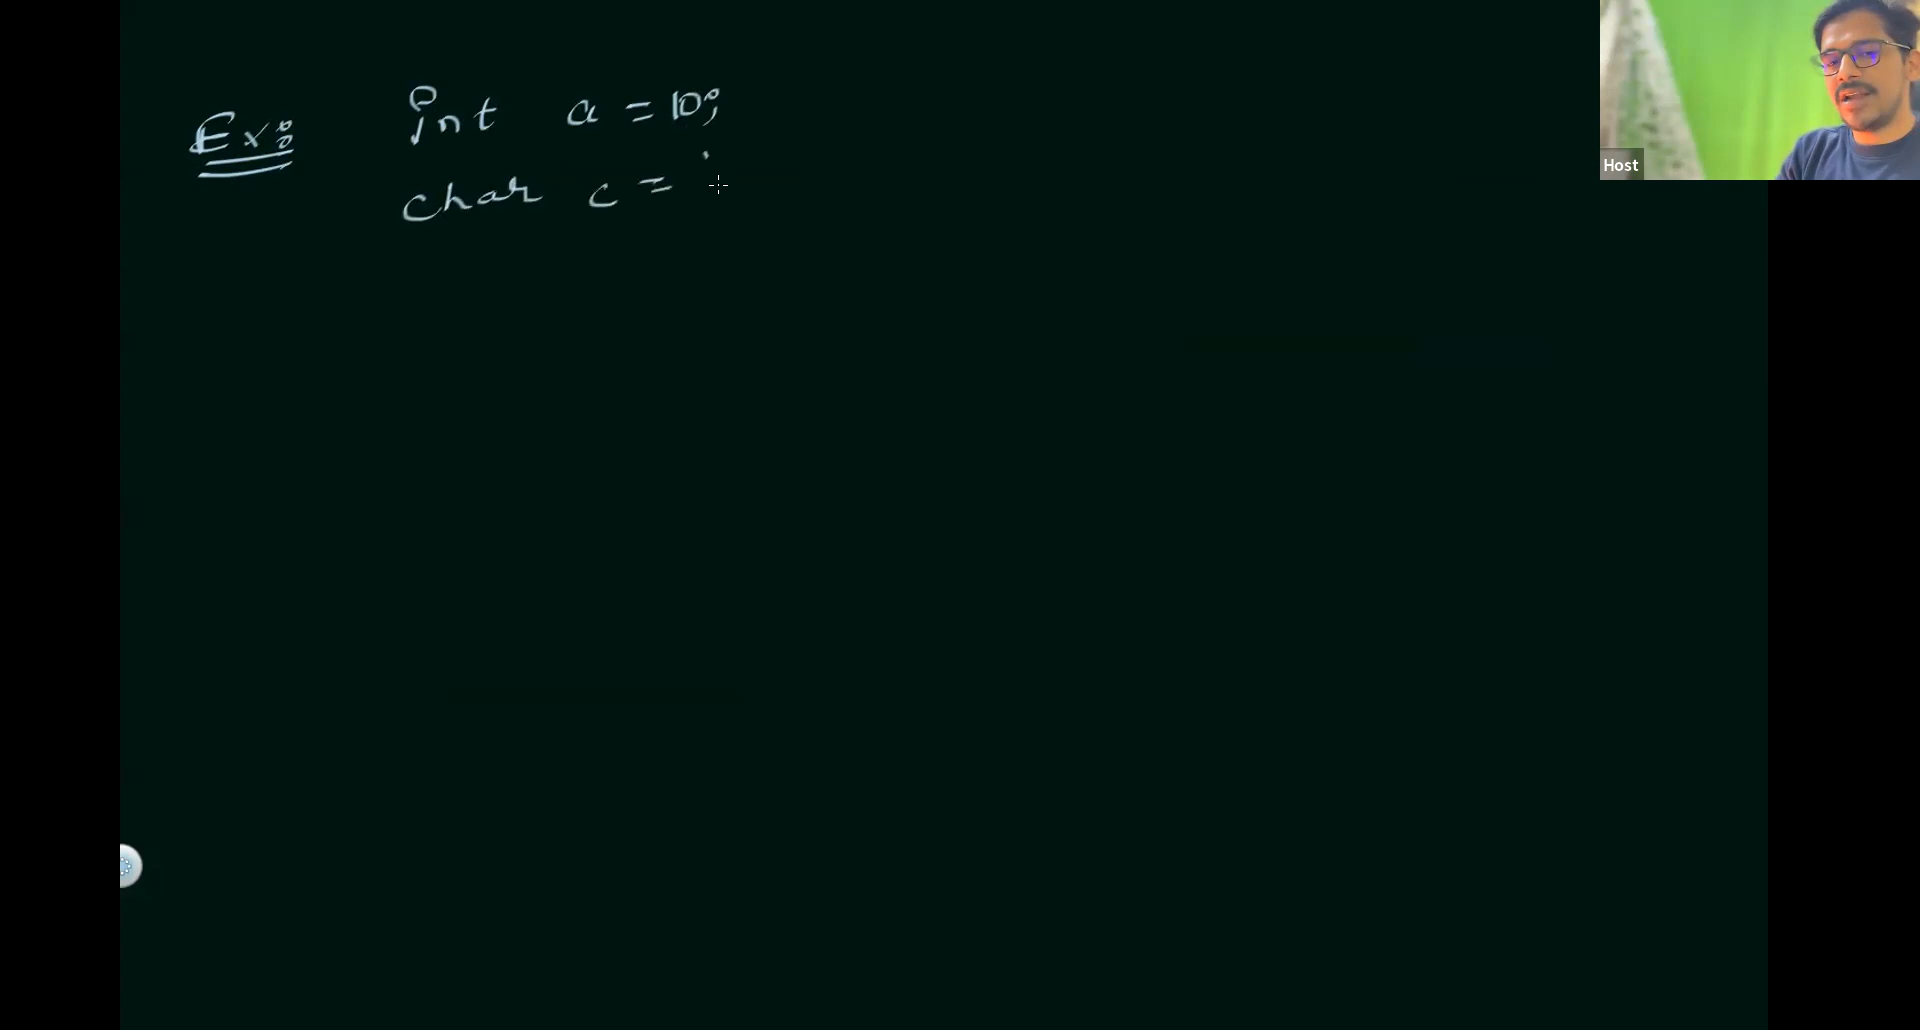 Ex: int a = 10;
char c = '
Host